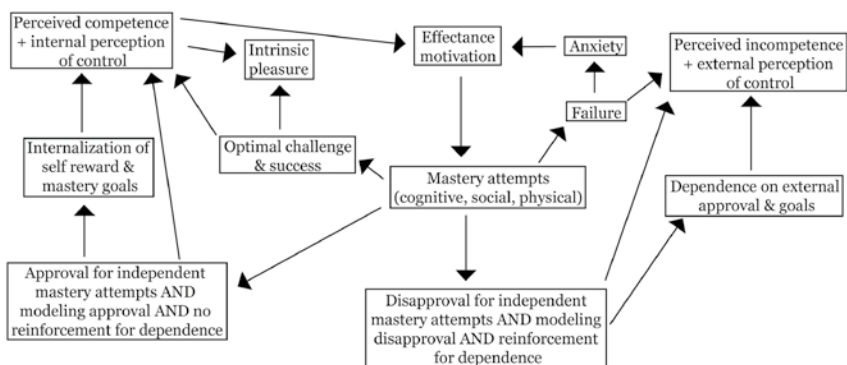 Perceived competence
+ internal perception
of control
Intrinsic
pleasure
Effectance
motivation
Anxiety
Perceived incompetence
+ external perception
of control
Failure
Internalization of
self reward &
mastery goals
Optimal challenge
& success
Mastery attempts
(cognitive, social, physical)
Dependence on external
approval & goals
Approval for independent
mastery attempts AND
modeling approval AND no
reinforcement for dependence
Disapproval for independent
mastery attempts AND modeling
disapproval AND reinforcement
for dependence